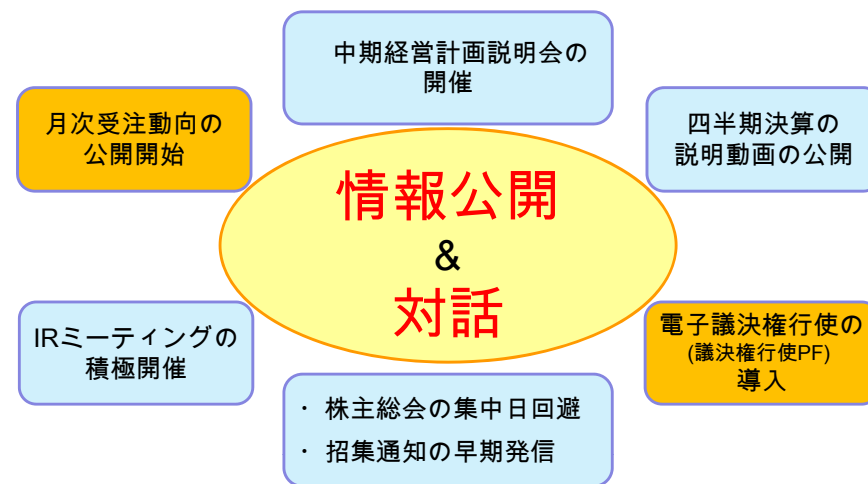 中期経営計画説明会の
開催
月次受注動向の
公開開始
四半期決算の
説明動画の公開
情報公開
&
対話
IRミーティングの
積極開催
電子議決権行使の
(議決権行使PF)
導入
・ 株主総会の集中日回避
・ 招集通知の早期発信